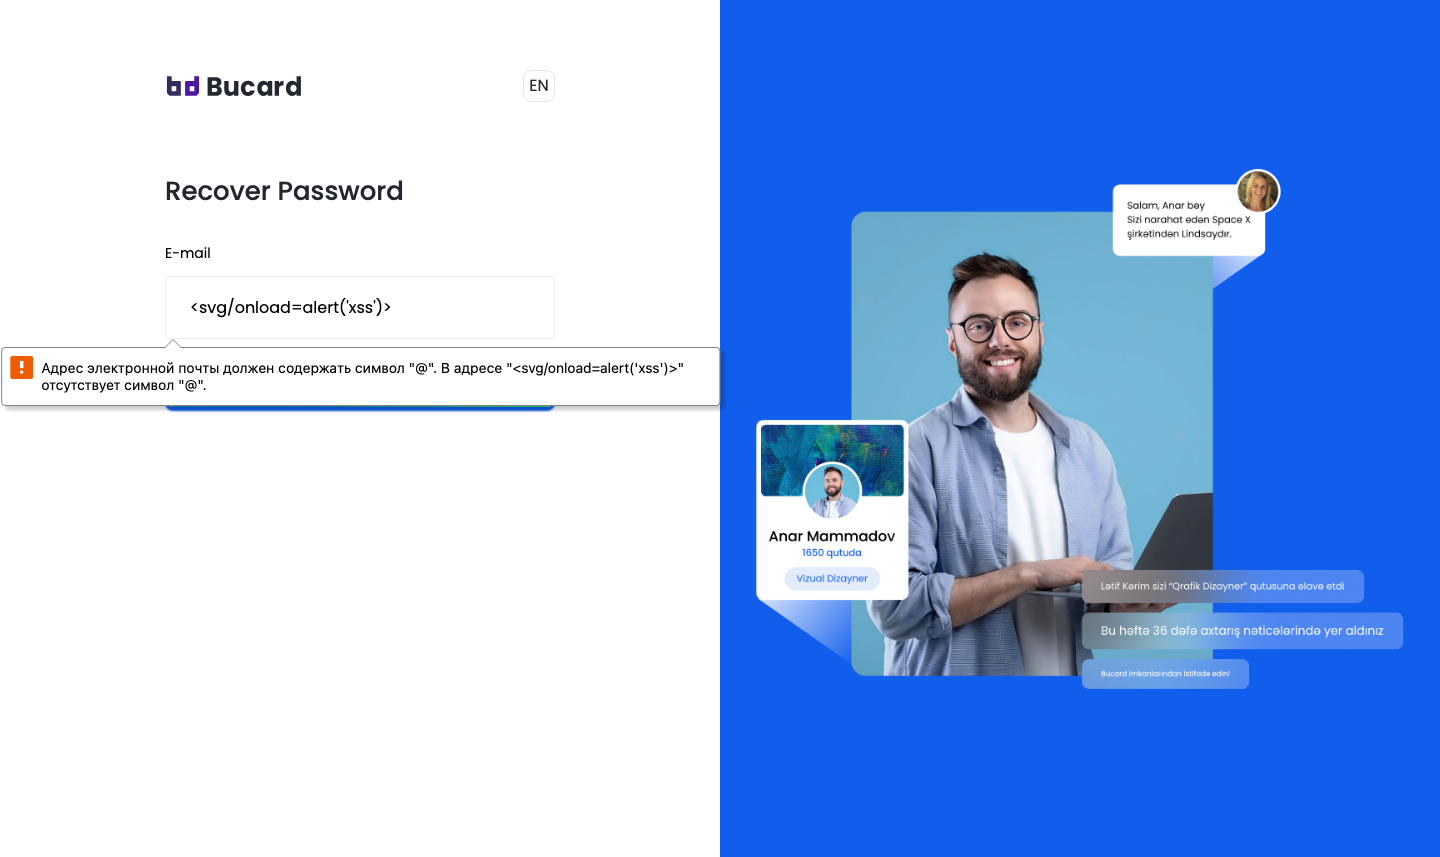 Bucard
EN
Recover Password
E-mail
<svg/onload=alert('xss')>
Адрес электронной почты должен содержать символ "@". В адресе "<svg/onload=alert('xss')>"
отсутствует символ "@".
Salam, Anar bəy
Sizi narahat edən Space X
şirkətindən Lindsaydır.
Anar Mammadov
1650 qutuda
Vizual Dizayner
Lətif Kərim sizi “Qrafik Dizayner” qutusuna əlavə etdi
Bu həftə 36 dəfə axtarış nəticələrində yer aldınız
Bucard imkanlarından istifadə edin!